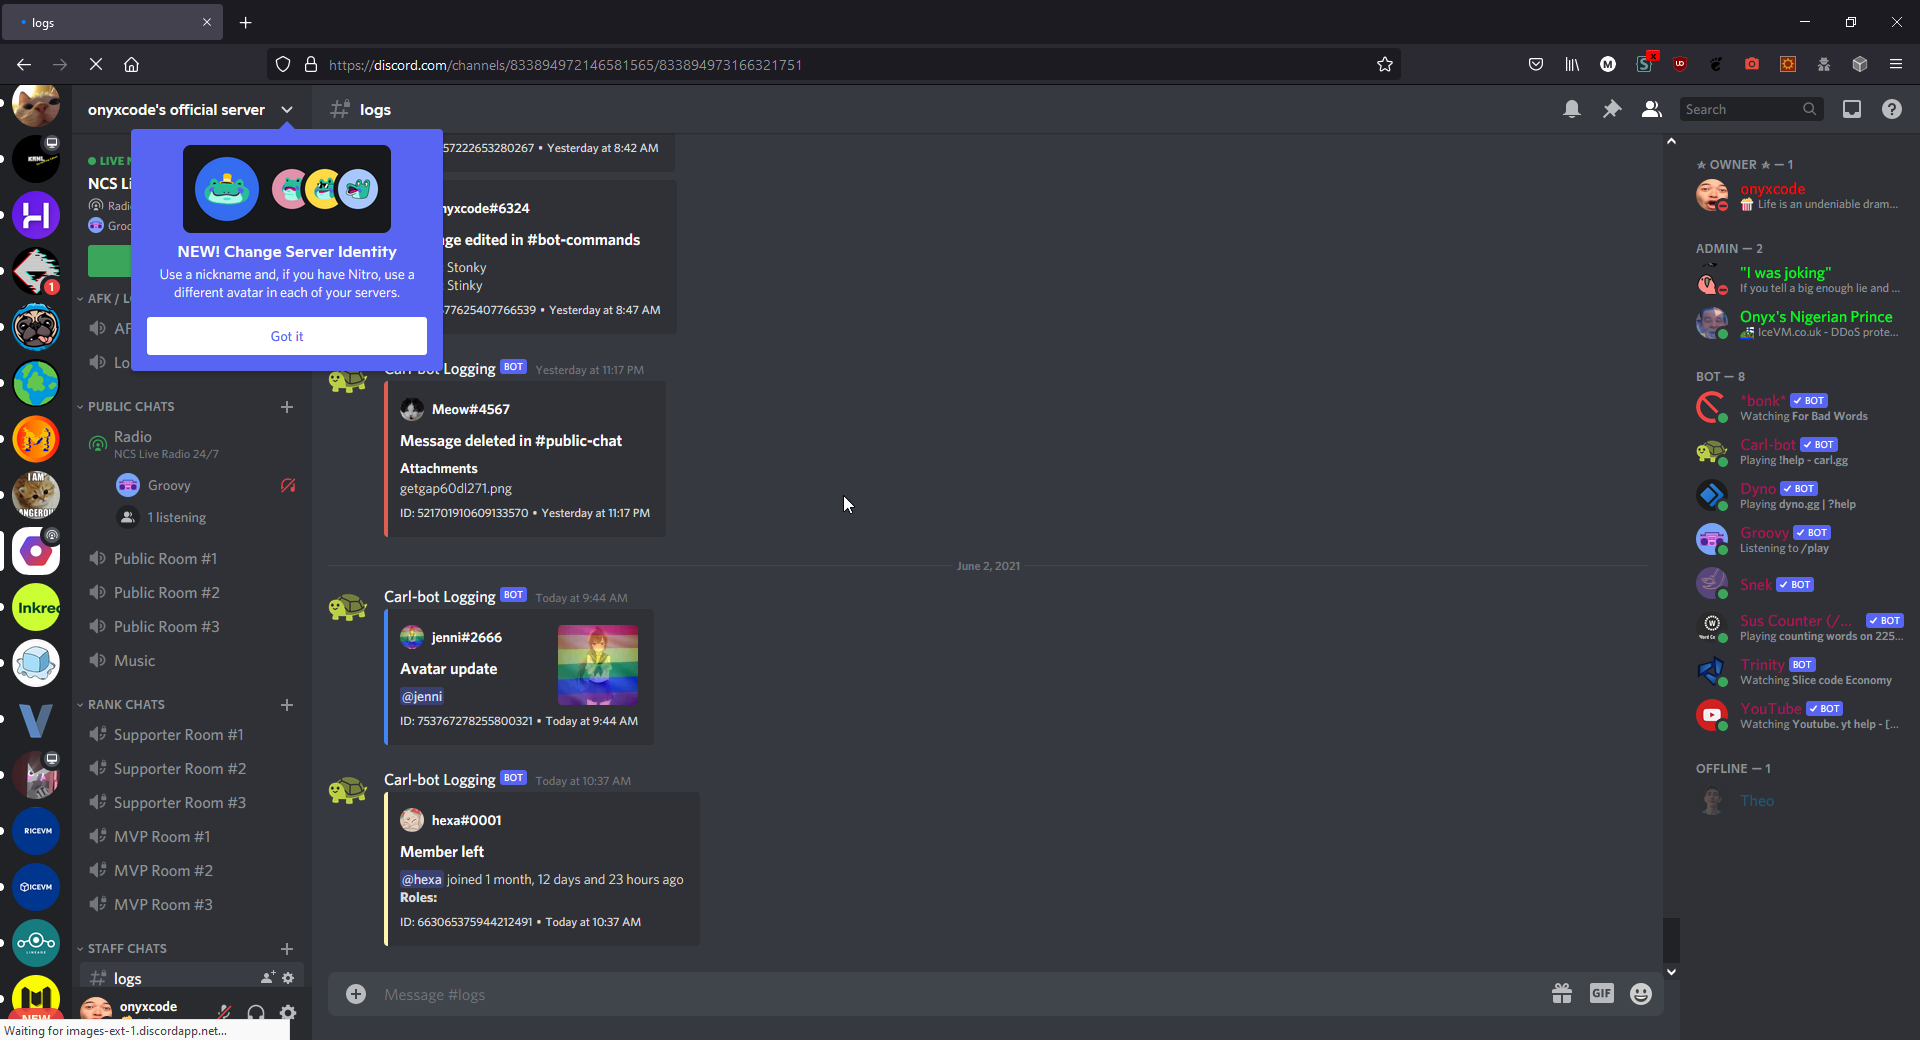 logs
https://discord.com/channels/833894972146581565/833894973166321751
onyxcode's official server
logs
Search
LIVE
NCS Li
Radi
Groo
NEW! Change Server Identity
Use a nickname and, if you have Nitro, use a
different avatar in each of your servers.
Got it
AFK / L
AF
Lo
PUBLIC CHATS
Radio
NCS Live Radio 24/7
Groovy
1 listening
Public Room #1
Public Room #2
Public Room #3
Music
RANK CHATS
Supporter Room #1
Supporter Room #2
Supporter Room #3
MVP Room #1
MVP Room #2
MVP Room #3
STAFF CHATS
logs
onyxcode
Waiting for images-ext-1.discordapp.net...
1
I AM
ANGEROU
Inkrec
RICEVM
ICEVM
LINEAGE
NEW
57222653280267 • Yesterday at 8:42 AM
nyxcode#6324
ge edited in #bot-commands
: Stonky
: Stinky
77625407766539 • Yesterday at 8:47 AM
Carl-bot Logging BOT Yesterday at 11:17 PM
Meow#4567
Message deleted in #public-chat
Attachments
getgap60dl271.png
ID: 521701910609133570 • Yesterday at 11:17 PM
June 2, 2021
Carl-bot Logging BOT Today at 9:44 AM
jenni#2666
Avatar update
@jenni
ID: 753767278255800321 • Today at 9:44 AM
Carl-bot Logging BOT Today at 10:37 AM
hexa#0001
Member left
@hexa joined 1 month, 12 days and 23 hours ago
Roles:
ID: 663065375944212491 • Today at 10:37 AM
Message #logs
GIF
★ OWNER ★ — 1
onyxcode
Life is an undeniable dram...
ADMIN — 2
"I was joking"
If you tell a big enough lie and ...
Onyx's Nigerian Prince
IceVM.co.uk - DDoS prote...
BOT — 8
*bonk* BOT
Watching For Bad Words
Carl-bot BOT
Playing !help - carl.gg
Dyno BOT
Playing dyno.gg | ?help
Groovy BOT
Listening to /play
Snek BOT
Sus Counter (/... BOT
Playing counting words on 225...
Trinity BOT
Watching Slice code Economy
YouTube BOT
Watching Youtube. yt help - [...
OFFLINE — 1
Theo